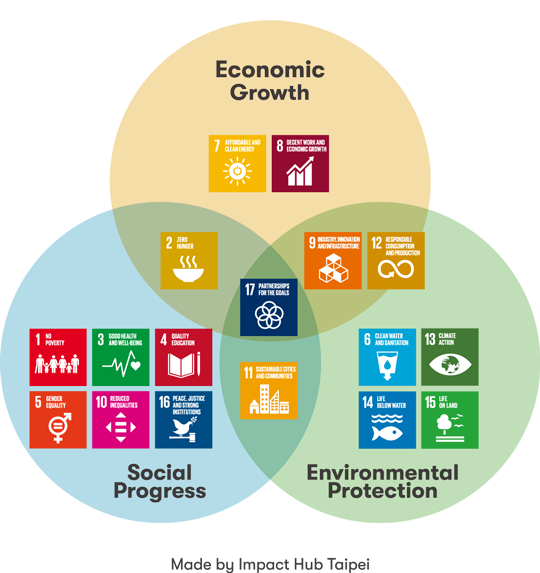 Economic
Growth
7 AFFORDABLE AND
CLEAN ENERGY
8 DECENT WORK AND
ECONOMIC GROWTH
2 ZERO
HUNGER
9 INDUSTRY, INNOVATION
AND INFRASTRUCTURE
12 RESPONSIBLE
CONSUMPTION
AND PRODUCTION
17 PARTNERSHIPS
FOR THE GOALS
1 NO
POVERTY
3 GOOD HEALTH
AND WELL-BEING
4 QUALITY
EDUCATION
6 CLEAN WATER
AND SANITATION
13 CLIMATE
ACTION
11 SUSTAINABLE CITIES
AND COMMUNITIES
5 GENDER
EQUALITY
10 REDUCED
INEQUALITIES
16 PEACE, JUSTICE
AND STRONG
INSTITUTIONS
14 LIFE
BELOW WATER
15 LIFE
ON LAND
Social
Progress
Environmental
Protection
Made by Impact Hub Taipei